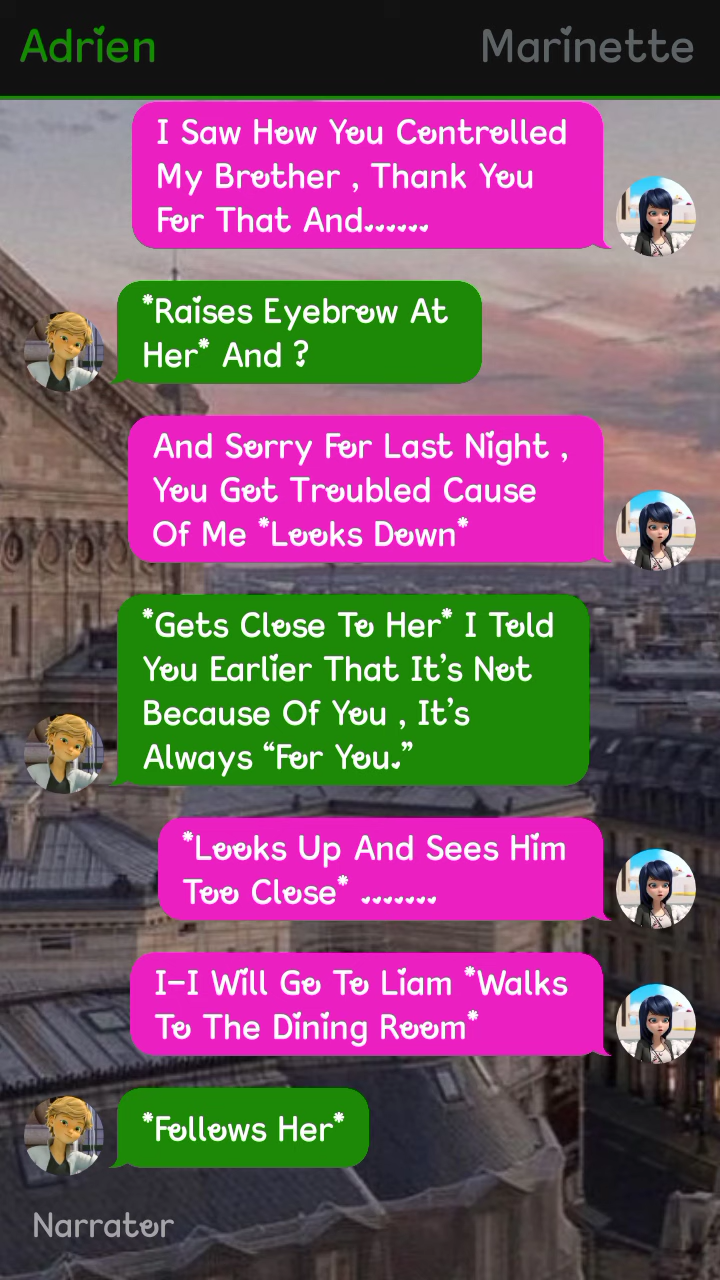 Adrien
Marinette
I Saw How You Controlled
My Brother , Thank You
For That And......
*Raises Eyebrow At
Her* And ?
And Sorry For Last Night ,
You Got Troubled Cause
Of Me *Looks Down*
*Gets Close To Her* I Told
You Earlier That It’s Not
Because Of You , It’s
Always “For You.”
*Looks Up And Sees Him
Too Close* .......
I-I Will Go To Liam *Walks
To The Dining Room*
*Follows Her*
Narrator